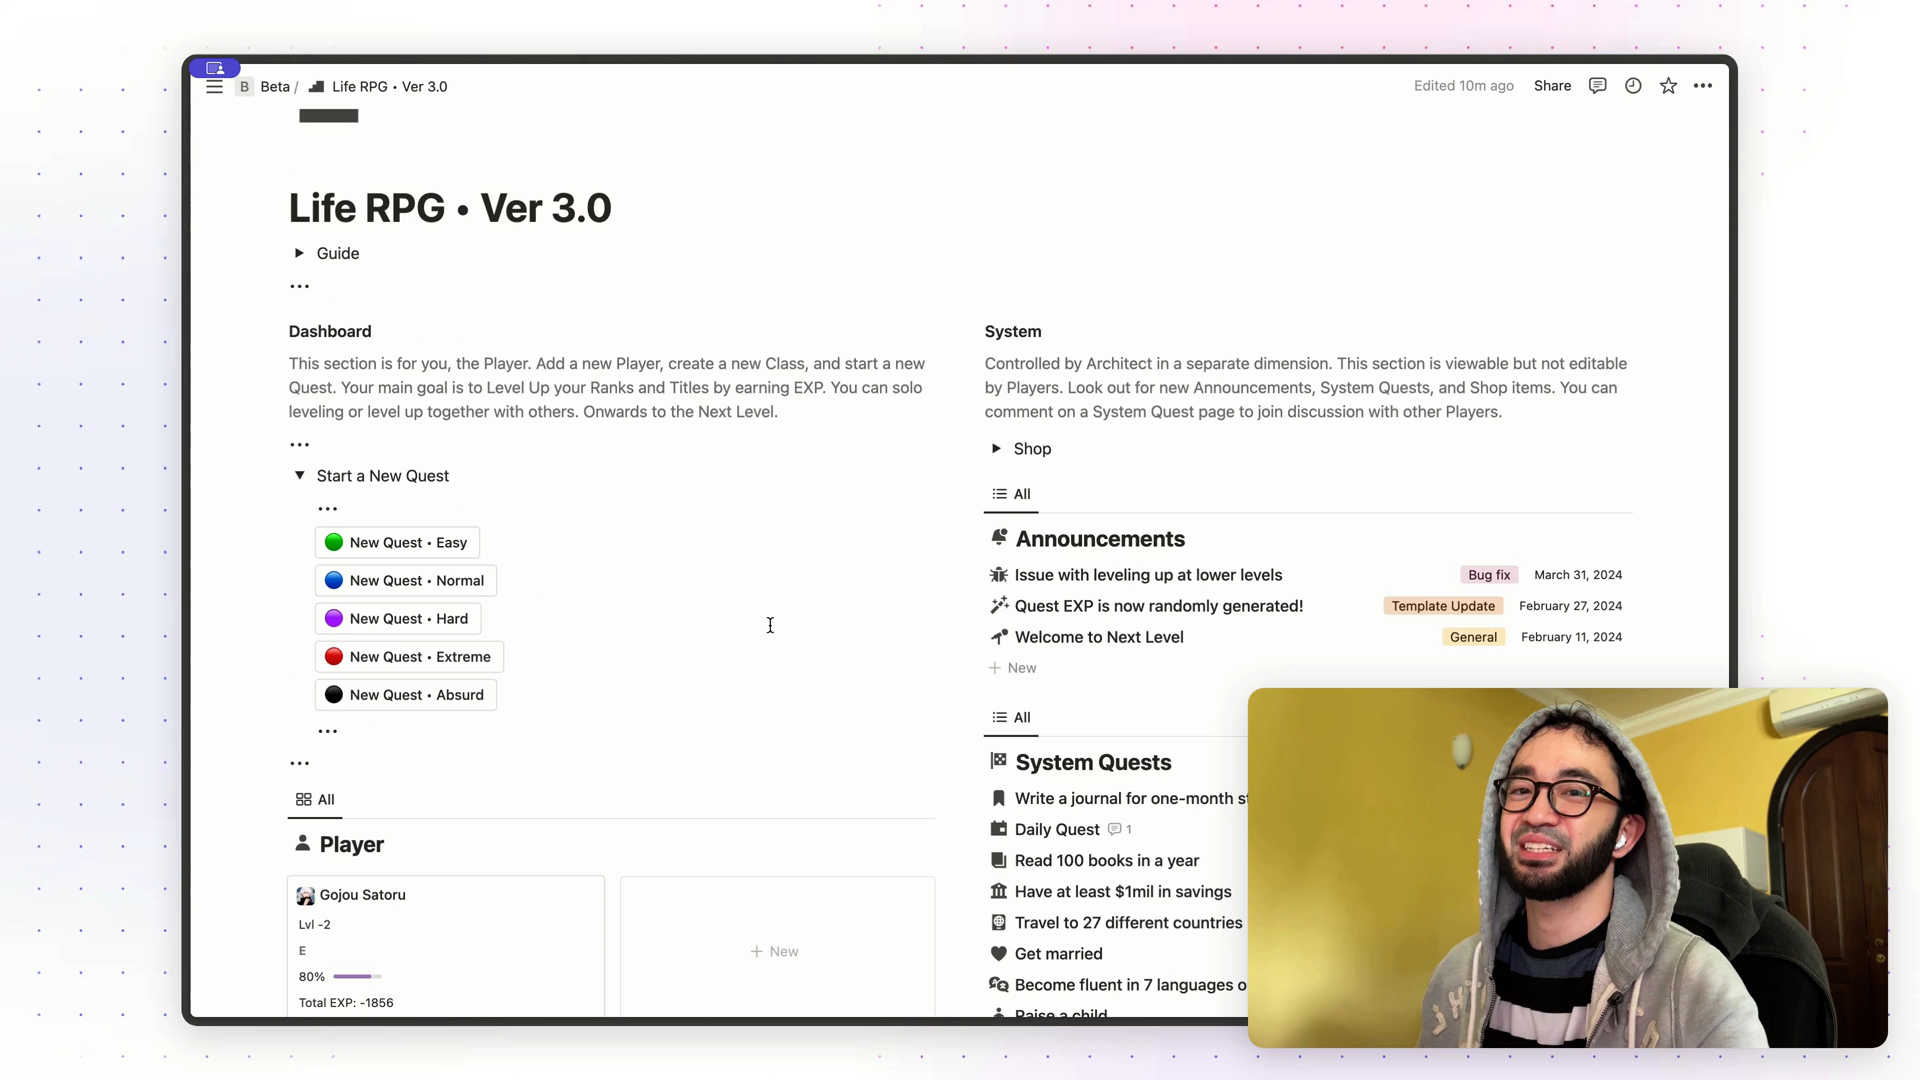 B Beta / Life RPG • Ver 3.0
Edited 10m ago Share
Life RPG • Ver 3.0
Guide
Dashboard
This section is for you, the Player. Add a new Player, create a new Class, and start a new
Quest. Your main goal is to Level Up your Ranks and Titles by earning EXP. You can solo
leveling or level up together with others. Onwards to the Next Level.
Start a New Quest
New Quest • Easy
New Quest • Normal
New Quest • Hard
New Quest • Extreme
New Quest • Absurd
All
Player
Gojou Satoru
Lvl -2
E
80%
Total EXP: -1856
+ New
System
Controlled by Architect in a separate dimension. This section is viewable but not editable
by Players. Look out for new Announcements, System Quests, and Shop items. You can
comment on a System Quest page to join discussion with other Players.
Shop
All
Announcements
Issue with leveling up at lower levels Bug fix March 31, 2024
Quest EXP is now randomly generated! Template Update February 27, 2024
Welcome to Next Level General February 11, 2024
+ New
All
System Quests
Write a journal for one-month
Daily Quest 1
Read 100 books in a year
Have at least $1mil in savings
Travel to 27 different countries
Get married
Become fluent in 7 languages
Raise a child